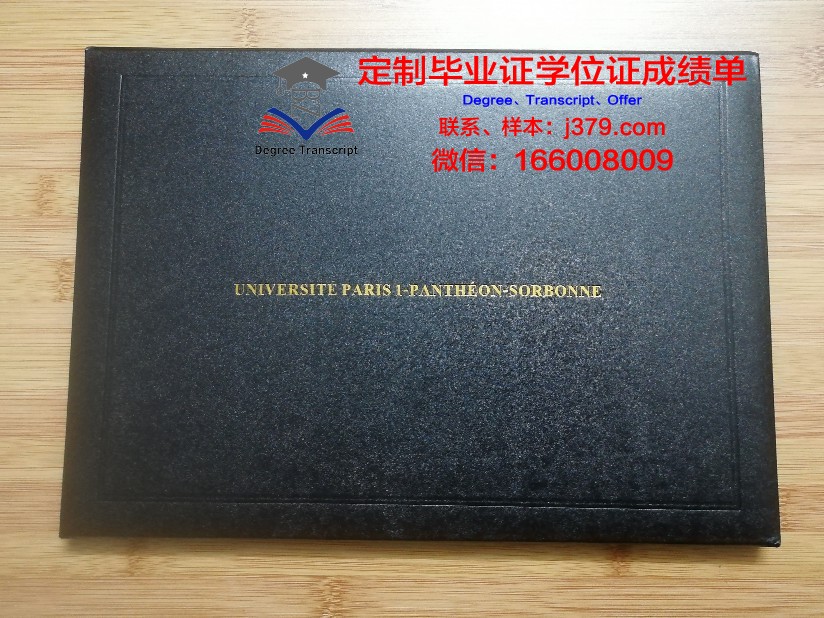 定制毕业证学位证成绩单
Degree、Transcript、Offer
联系、样本：j379.com
微信：166008009
Degree Transcript
UNIVERSITE PARIS 1-PANTHÉON-SORBONNE